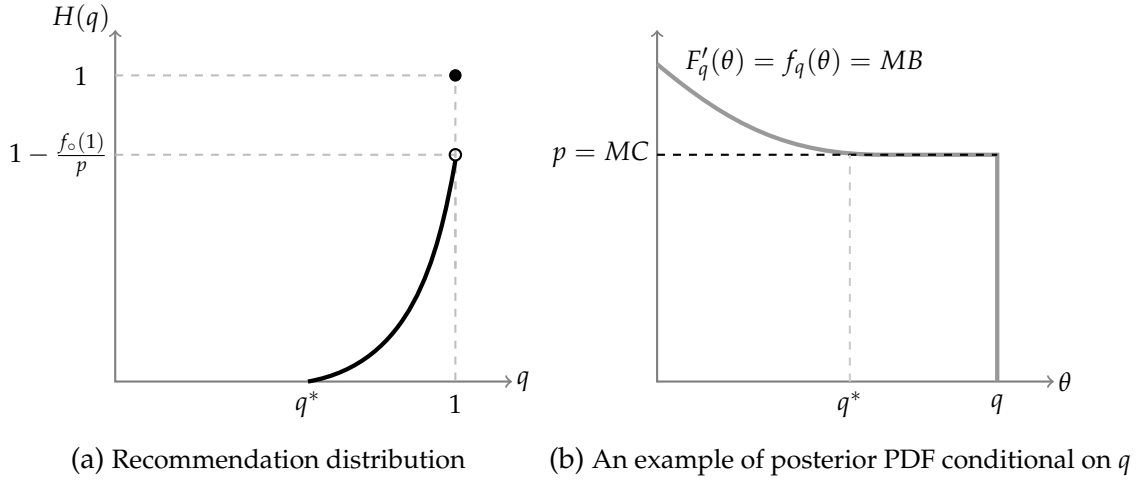 H(q)
1
1 − f∘(1)/p
q*
1
q
(a) Recommendation distribution
F′q(θ) = fq(θ) = MB
p = MC
q*
q
θ
(b) An example of posterior PDF conditional on q